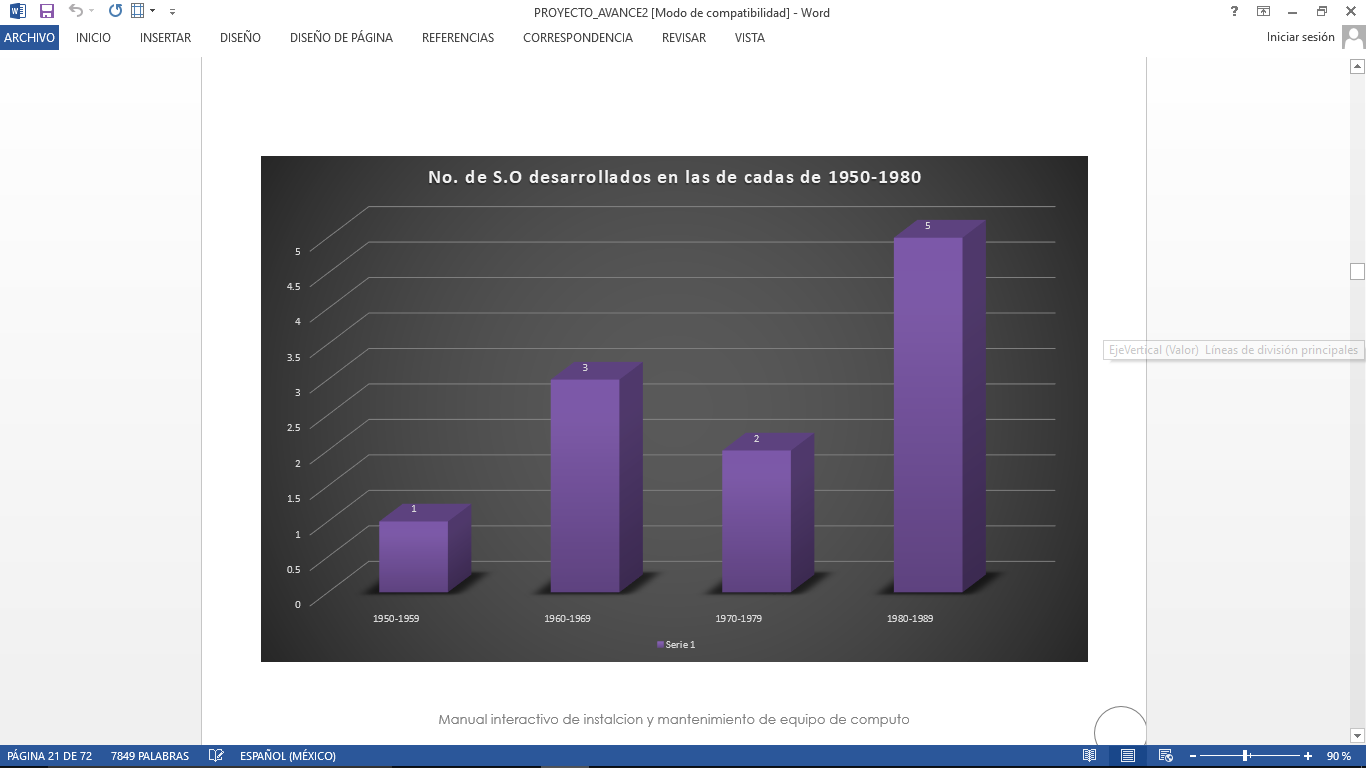 PROYECTO_AVANCE2 [Modo de compatibilidad] - Word
ARCHIVO INICIO INSERTAR DISEÑO DISEÑO DE PÁGINA REFERENCIAS CORRESPONDENCIA REVISAR VISTA Iniciar sesión
No. de S.O desarrollados en las de cadas de 1950-1980
5
4.5
4
3.5
3
2.5
2
1.5
1
0.5
0
1
3
2
5
1950-1959 1960-1969 1970-1979 1980-1989
Serie 1
EjeVertical (Valor) Líneas de división principales
Manual interactivo de instalcion y mantenimiento de equipo de computo
PÁGINA 21 DE 72 7849 PALABRAS ESPAÑOL (MÉXICO) 90 %